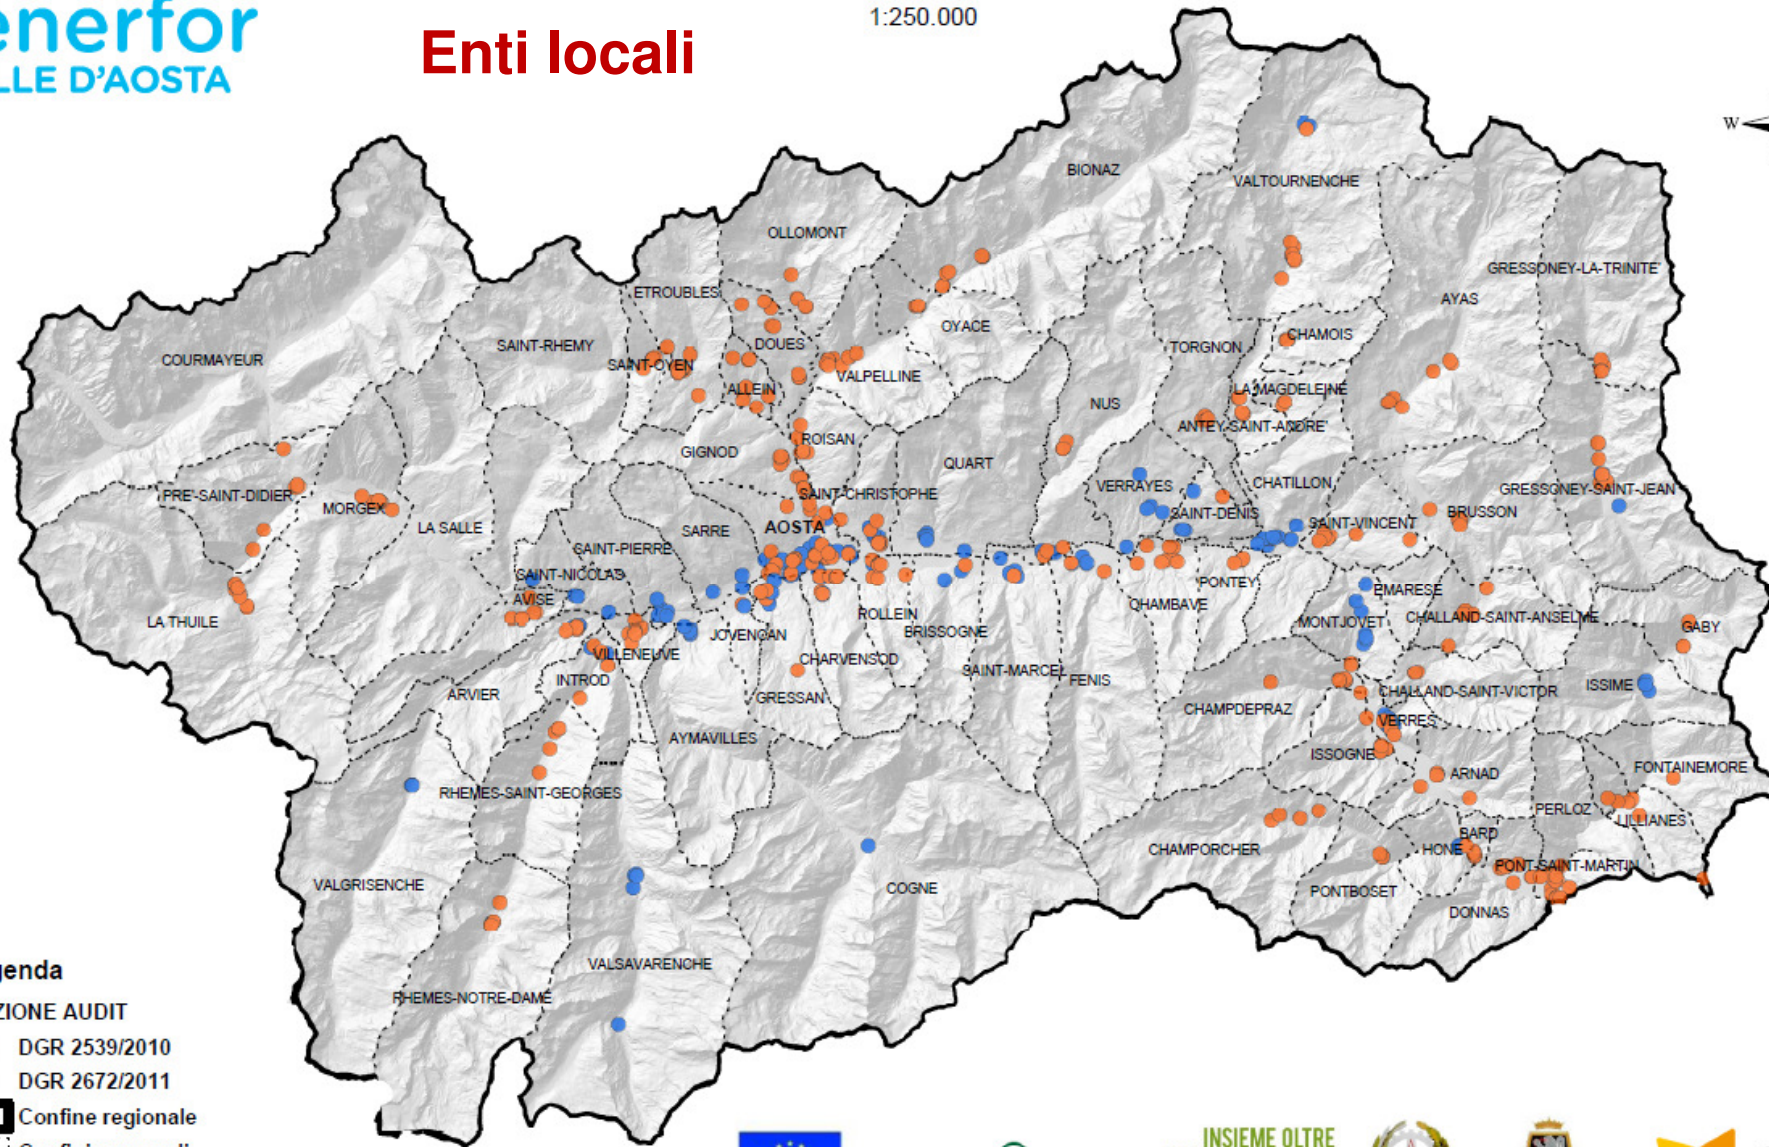 enerfor
LLE D'AOSTA
Enti locali
1:250.000
W
BIONAZ
VALTOURNENCHE
OLLOMONT
GRESSONEY-LA-TRINITE'
ETROUBLES
AYAS
OYACE
CHAMOIS
DOUES
SAINT-RHEMY
TORGNON
COURMAYEUR
SAINT-OYEN
VALPELLINE
ALLEIN
LA MAGDELEINE
NUS
ANTEY-SAINT-ANDRE'
ROISAN
GIGNOD
QUART
CHATILLON
VERRAYES
GRESSONEY-SAINT-JEAN
PRE'-SAINT-DIDIER
SAINT-CHRISTOPHE
MORGEX
BRUSSON
SAINT-DENIS
SAINT-VINCENT
LA SALLE
AOSTA
SARRE
SAINT-PIERRE
SAINT-NICOLAS
PONTEY
EMARESE
AVISE
CHAMBAVE
ROLLEIN
CHALLAND-SAINT-ANSELME
LA THUILE
MONTJOVET
GABY
BRISSOGNE
JOVENCAN
VILLENEUVE
CHARVENSOD
SAINT-MARCEL
FENIS
INTROD
ISSIME
CHALLAND-SAINT-VICTOR
ARVIER
GRESSAN
CHAMPDEPRAZ
VERRES
AYMAVILLES
ISSOGNE
FONTAINEMORE
ARNAD
RHEMES-SAINT-GEORGES
PERLOZ
LILLIANES
BARD
CHAMPORCHER
HONE
PONT-SAINT-MARTIN
VALGRISENCHE
COGNE
PONTBOSET
DONNAS
VALSAVARENCHE
RHEMES-NOTRE-DAME
genda
ZIONE AUDIT
DGR 2539/2010
DGR 2672/2011
Confine regionale
INSIEME OLTRE